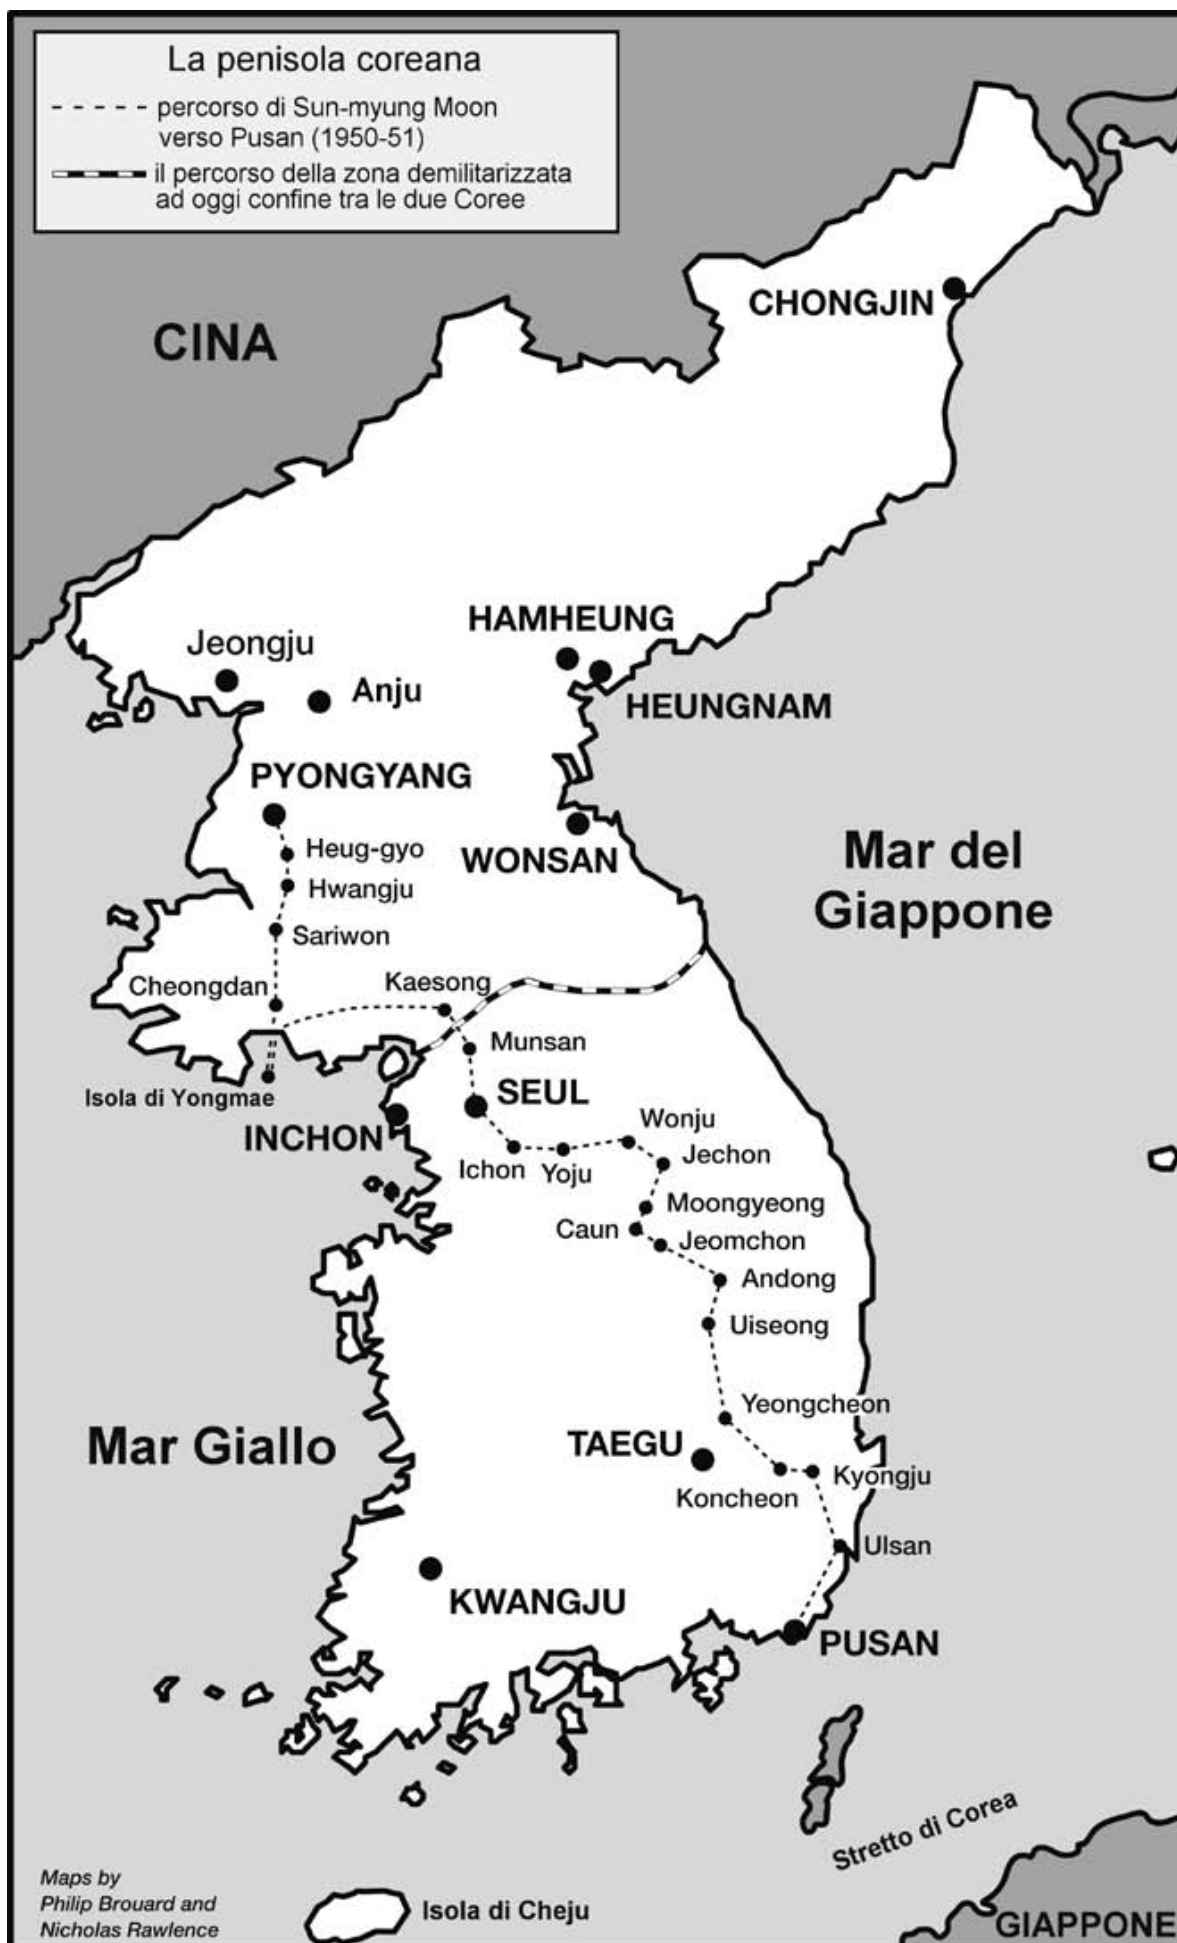 La penisola coreana
percorso di Sun-myung Moon
verso Pusan (1950-51)
il percorso della zona demilitarizzata
ad oggi confine tra le due Coree
CINA
CHONGJIN
HAMHEUNG
Jeongju
Anju
HEUNGNAM
PYONGYANG
Heug-gyo
WONSAN
Mar del
Giappone
Hwangju
Sariwon
Cheongdan
Kaesong
Munsan
Isola di Yongmae
SEUL
INCHON
Wonju
Ichon
Yoju
Jechon
Moongyeong
Caun
Jeomchon
Andong
Uiseong
Yeongcheon
Mar Giallo
TAEGU
Koncheon
Kyongju
Ulsan
KWANGJU
PUSAN
Stretto di Corea
Maps by
Philip Brouard and
Nicholas Rawlence
Isola di Cheju
GIAPPONE